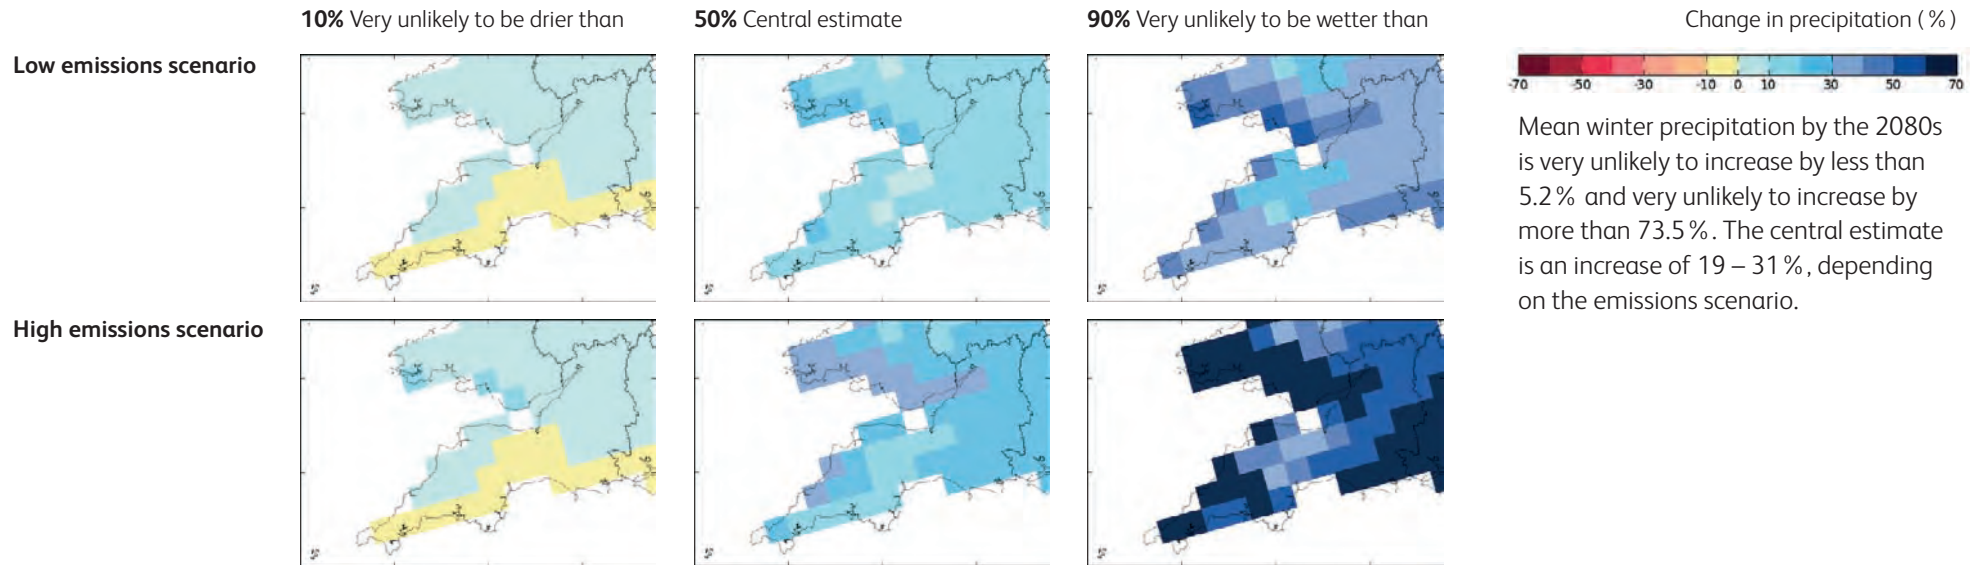 10% Very unlikely to be drier than
50% Central estimate
90% Very unlikely to be wetter than
Change in precipitation (%)
Low emissions scenario
-70 -50 -30 -10 0 10 30 50 70
Mean winter precipitation by the 2080s
is very unlikely to increase by less than
5.2% and very unlikely to increase by
more than 73.5%. The central estimate
is an increase of 19 – 31%, depending
on the emissions scenario.
High emissions scenario